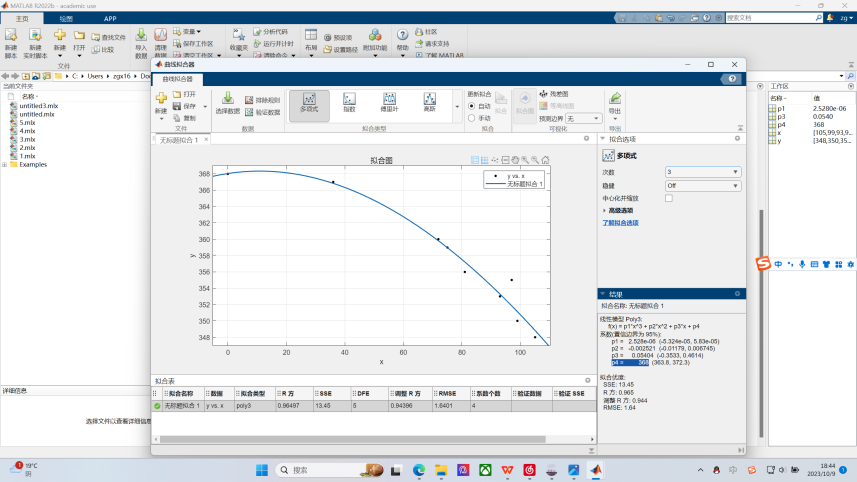 MATLAB R2022b - academic use
主页 绘图 APP
搜索文档 zg
新建脚本 新建实时脚本 新建 打开 查找文件 比较
导入数据 清理数据 变量 保存工作区 清空工作区
收藏夹 分析代码 运行并计时 清除命令
布局 预设项 设置路径 附加功能 帮助 社区 请求支持 了解 MATLAB
文件
C: Users zgx16
当前文件夹
名称
untitled3.mlx
untitled.mlx
5.mlx
4.mlx
3.mlx
2.mlx
1.mlx
Examples
详细信息
选择文件以查看详细信息
曲线拟合器
曲线拟合器
新建 打开 保存 复制
选择数据 排除规则 验证数据
多项式 指数 傅里叶 高斯
更新拟合 自动 手动 拟合
拟合图 残差图 等高线图 预测边界 无
导出
文件 数据 拟合类型 拟合 可视化 导出
无标题拟合 1 ×
拟合图
y vs. x
无标题拟合 1
368
366
364
362
360
358
356
354
352
350
348
y
0 20 40 60 80 100
x
拟合表
拟合名称 数据 拟合类型 R 方 SSE DFE 调整 R 方 RMSE 系数个数 验证数据 验证 SSE
无标题拟合 1 y vs. x poly3 0.96497 13.45 5 0.94396 1.6401 4
拟合选项
多项式
次数 3
稳健 Off
中心化并缩放
高级选项
了解拟合选项
结果
拟合名称: 无标题拟合 1
线性模型 Poly3:
f(x) = p1*x^3 + p2*x^2 + p3*x + p4
系数(置信边界为 95%):
p1 = 2.528e-06 (-5.324e-05, 5.83e-05)
p2 = -0.002521 (-0.01179, 0.006745)
p3 = 0.05404 (-0.3533, 0.4614)
p4 = 368 (363.8, 372.3)
拟合优度:
SSE: 13.45
R 方: 0.965
调整 R 方: 0.944
RMSE: 1.64
工作区
名称 值
p1 2.5280e-06
p3 0.0540
p4 368
x [105,99,93,9...
y [348,350,35...
中
19°C
阴
搜索
18:44
2023/10/9